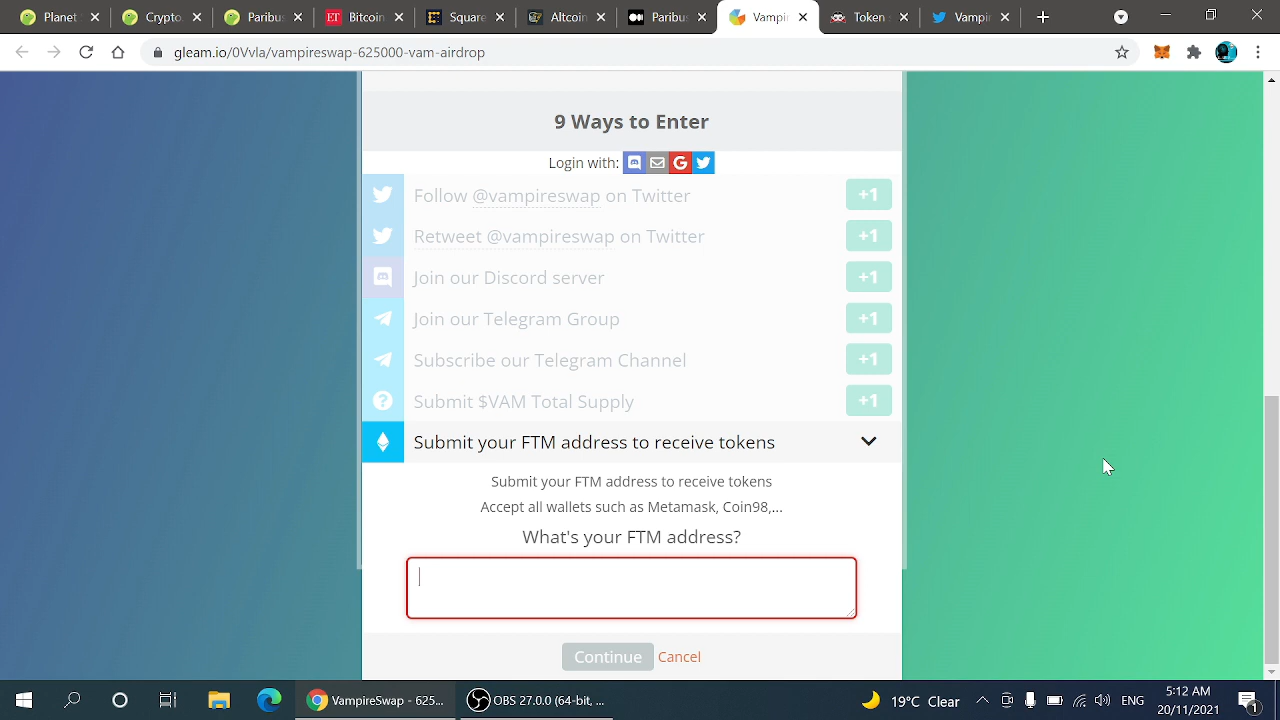 Planet
Crypto
Paribus
Bitcoin
Square
Altcoin
Paribu
Vampi
Token
Vampir
gleam.io/0Vvla/vampireswap-625000-vam-airdrop
9 Ways to Enter
Login with:
Follow @vampireswap on Twitter +1
Retweet @vampireswap on Twitter +1
Join our Discord server +1
Join our Telegram Group +1
Subscribe our Telegram Channel +1
Submit $VAM Total Supply +1
Submit your FTM address to receive tokens
Submit your FTM address to receive tokens
Accept all wallets such as Metamask, Coin98,...
What's your FTM address?
Continue Cancel
VampireSwap - 625...
OBS 27.0.0 (64-bit, ...
19°C Clear
ENG
5:12 AM
20/11/2021
1